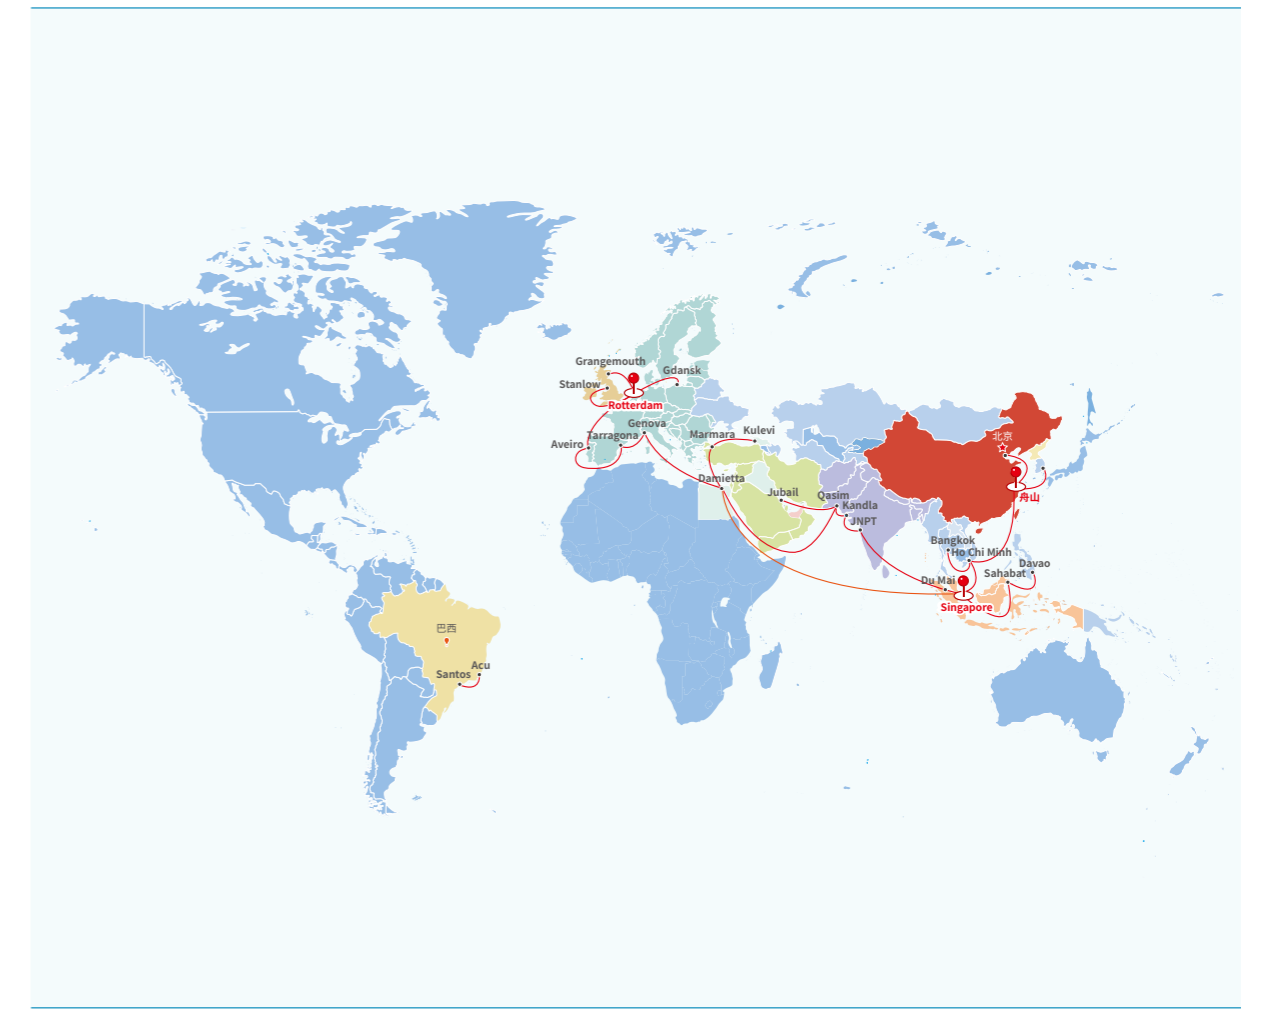 Grangemouth
Gdansk
Stanlow
Rotterdam
Genova
Kulevi
Marmara
Tarragona
Aveiro
北京
Damietta
Jubail
Qasim
舟山
Kandla
JNPT
Bangkok
Ho Chi Minh
Davao
Sahabat
Du Mai
Singapore
巴西
Acu
Santos